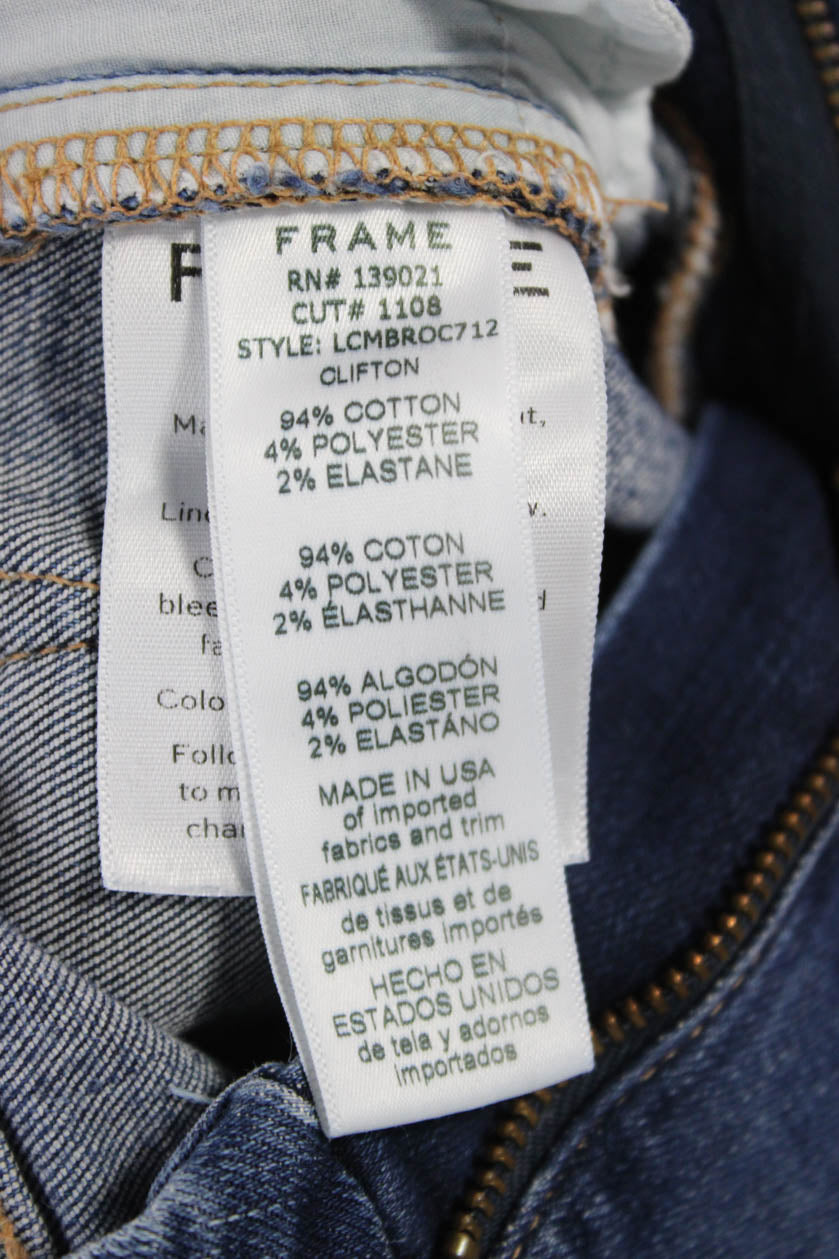 FRAME
RN# 139021
CUT# 1108
STYLE: LCMBROC712
CLIFTON
94% COTTON
4% POLYESTER
2% ELASTANE
94% COTON
4% POLYESTER
2% ÉLASTHANNE
94% ALGODÓN
4% POLIESTER
2% ELASTÁNO
MADE IN USA
of imported
fabrics and trim
FABRIQUÉ AUX ÉTATS-UNIS
de tissus et de
garnitures importés
HECHO EN
ESTADOS UNIDOS
de tela y adornos
importados
to